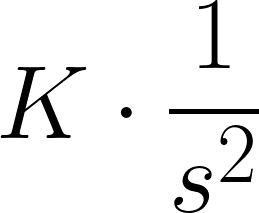 K · 1/s²